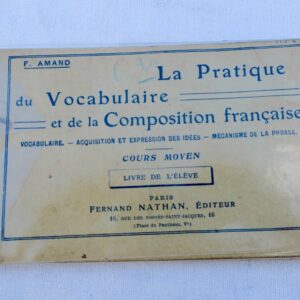 F. AMAND
La Pratique
du Vocabulaire
et de la Composition française
VOCABULAIRE. — ACQUISITION ET EXPRESSION DES IDÉES. — MÉCANISME DE LA PHRASE.
COURS MOYEN
LIVRE DE L'ÉLÈVE
PARIS
FERNAND NATHAN, ÉDITEUR
16, RUE DES FOSSÉS-SAINT-JACQUES, 16
(Place du Panthéon, Vᵉ)